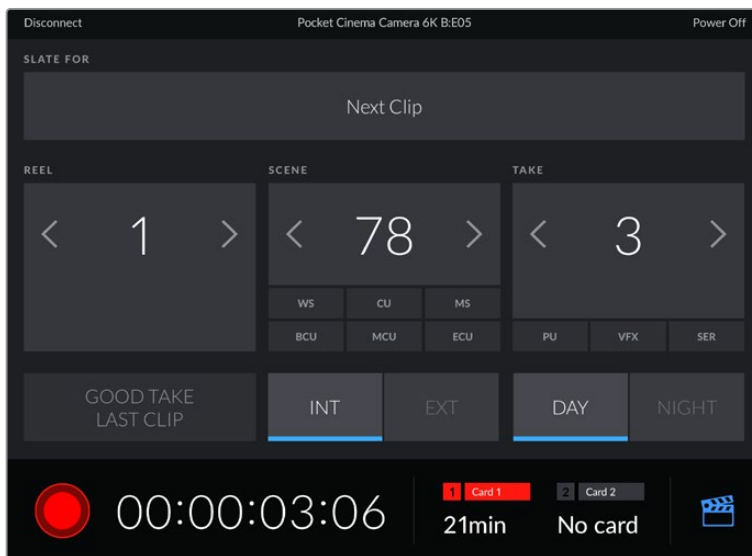 Disconnect Pocket Cinema Camera 6K B:E05 Power Off
SLATE FOR
Next Clip
REEL SCENE TAKE
1 78 3
WS CU MS
BCU MCU ECU PU VFX SER
GOOD TAKE
LAST CLIP
INT EXT DAY NIGHT
00:00:03:06
1 Card 1 2 Card 2
21min No card